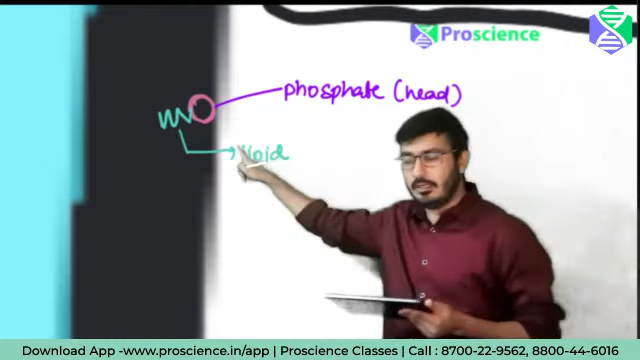 Proscience
phosphate (head)
Download App -www.proscience.in/app | Proscience Classes | Call : 8700-22-9562, 8800-44-6016